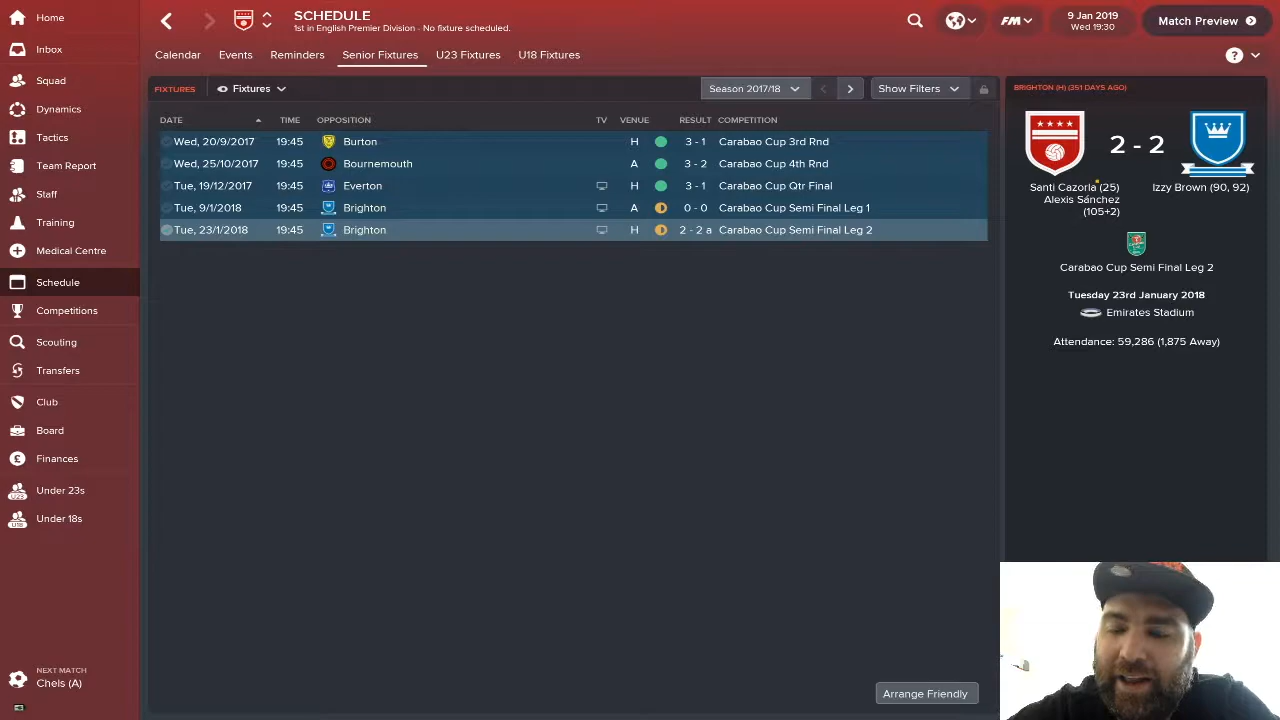 Home
Inbox
Squad
Dynamics
Tactics
Team Report
Staff
Training
Medical Centre
Schedule
Competitions
Scouting
Transfers
Club
Board
Finances
U23
Under 23s
U18
Under 18s
NEXT MATCH
Chels (A)
SCHEDULE
1st in English Premier Division - No fixture scheduled.
FM
9 Jan 2019
Wed 19:30
Match Preview
Calendar Events Reminders Senior Fixtures U23 Fixtures U18 Fixtures
?
FIXTURES Fixtures Season 2017/18 Show Filters
DATE TIME OPPOSITION TV VENUE RESULT COMPETITION
Wed, 20/9/2017 19:45 Burton H 3 - 1 Carabao Cup 3rd Rnd
Wed, 25/10/2017 19:45 Bournemouth A 3 - 2 Carabao Cup 4th Rnd
Tue, 19/12/2017 19:45 Everton H 3 - 1 Carabao Cup Qtr Final
Tue, 9/1/2018 19:45 Brighton A 0 - 0 Carabao Cup Semi Final Leg 1
Tue, 23/1/2018 19:45 Brighton H 2 - 2 a Carabao Cup Semi Final Leg 2
Arrange Friendly
BRIGHTON (H) (351 DAYS AGO)
2 - 2
Santi Cazorla (25)
Alexis Sánchez
(105+2)
Izzy Brown (90, 92)
Carabao Cup Semi Final Leg 2
Tuesday 23rd January 2018
Emirates Stadium
Attendance: 59,286 (1,875 Away)